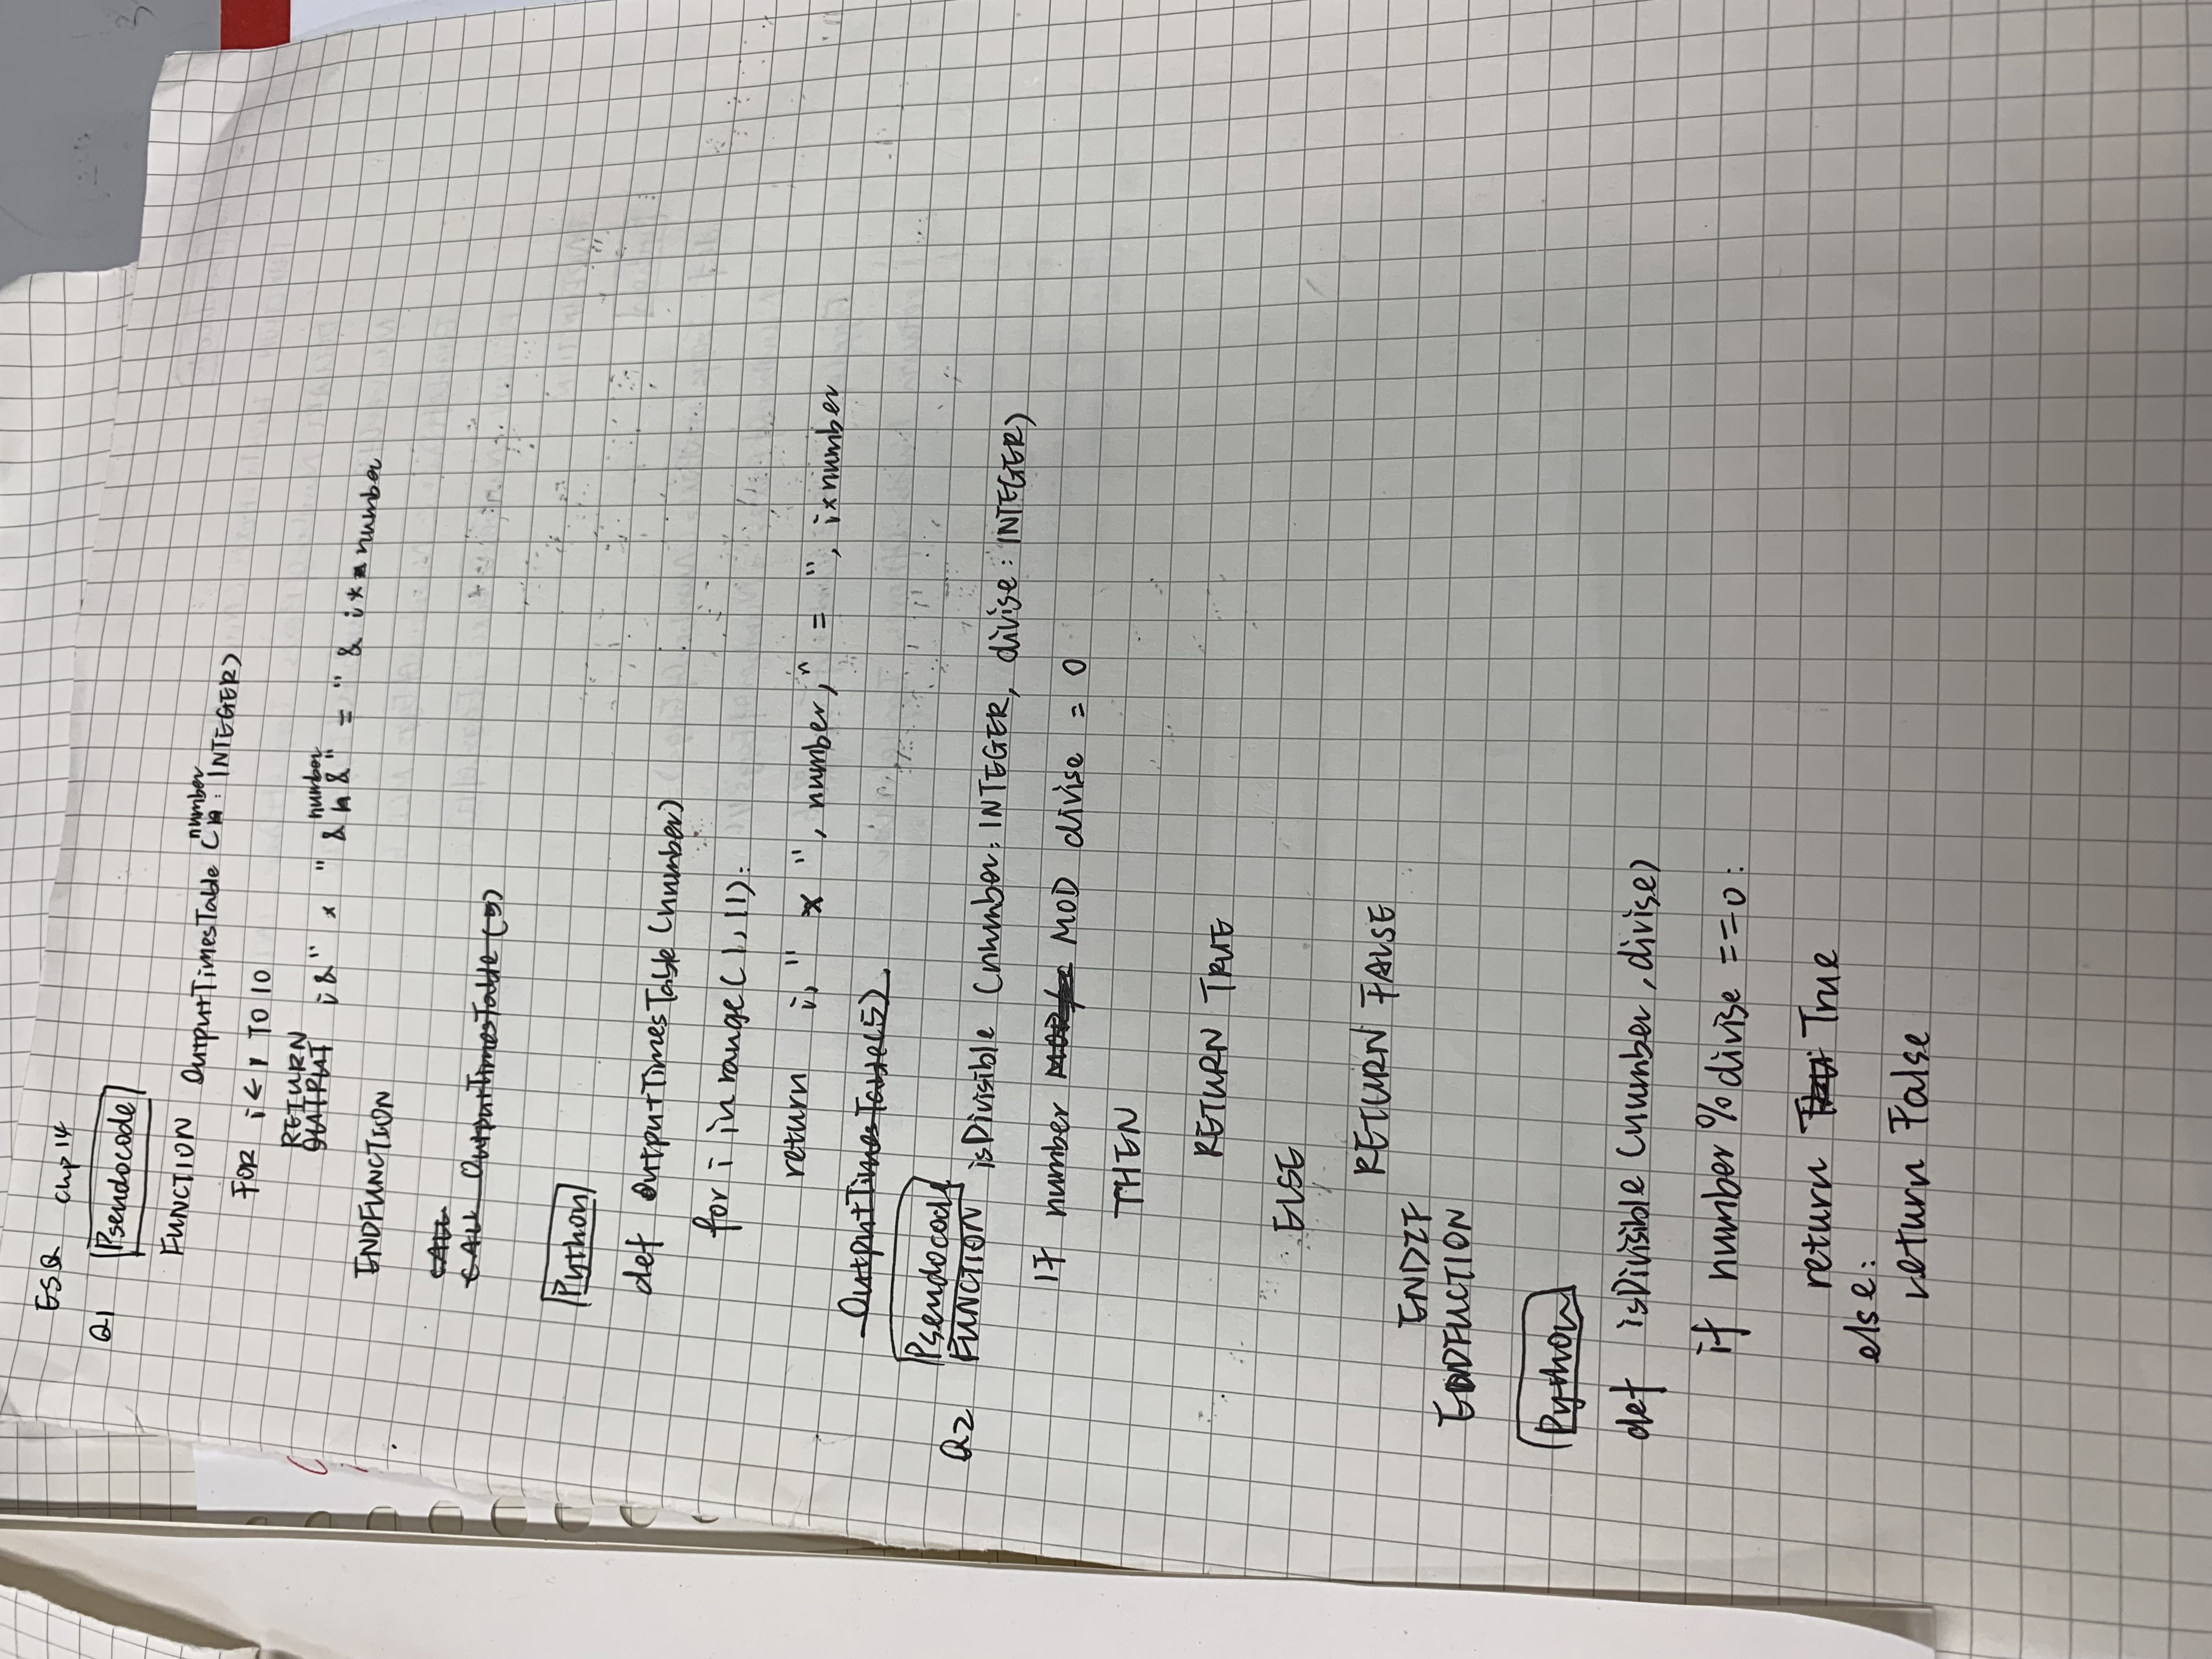 ESQ Chp 14
Q1 Pseudocode
FUNCTION OutputTimesTable (number : INTEGER)
FOR i ← 1 TO 10
RETURN
OUTPUT i & " × " & number & " = " & i * number
ENDFUNCTION
CALL
CALL OutputTimesTable (5)
Python
def OutputTimesTable (number)
for i in range (1, 11):
return i, " × ", number, " = ", i×number
OutputTimesTable(5)
Pseudocode
Q2 FUNCTION isDivisible (number: INTEGER, divise: INTEGER)
IF number MOD divise = 0
THEN
RETURN TRUE
ELSE
RETURN FALSE
ENDIF
ENDFUCTION
Python
def isDivisible (number, divise)
if number % divise ==0:
return True
else:
return False